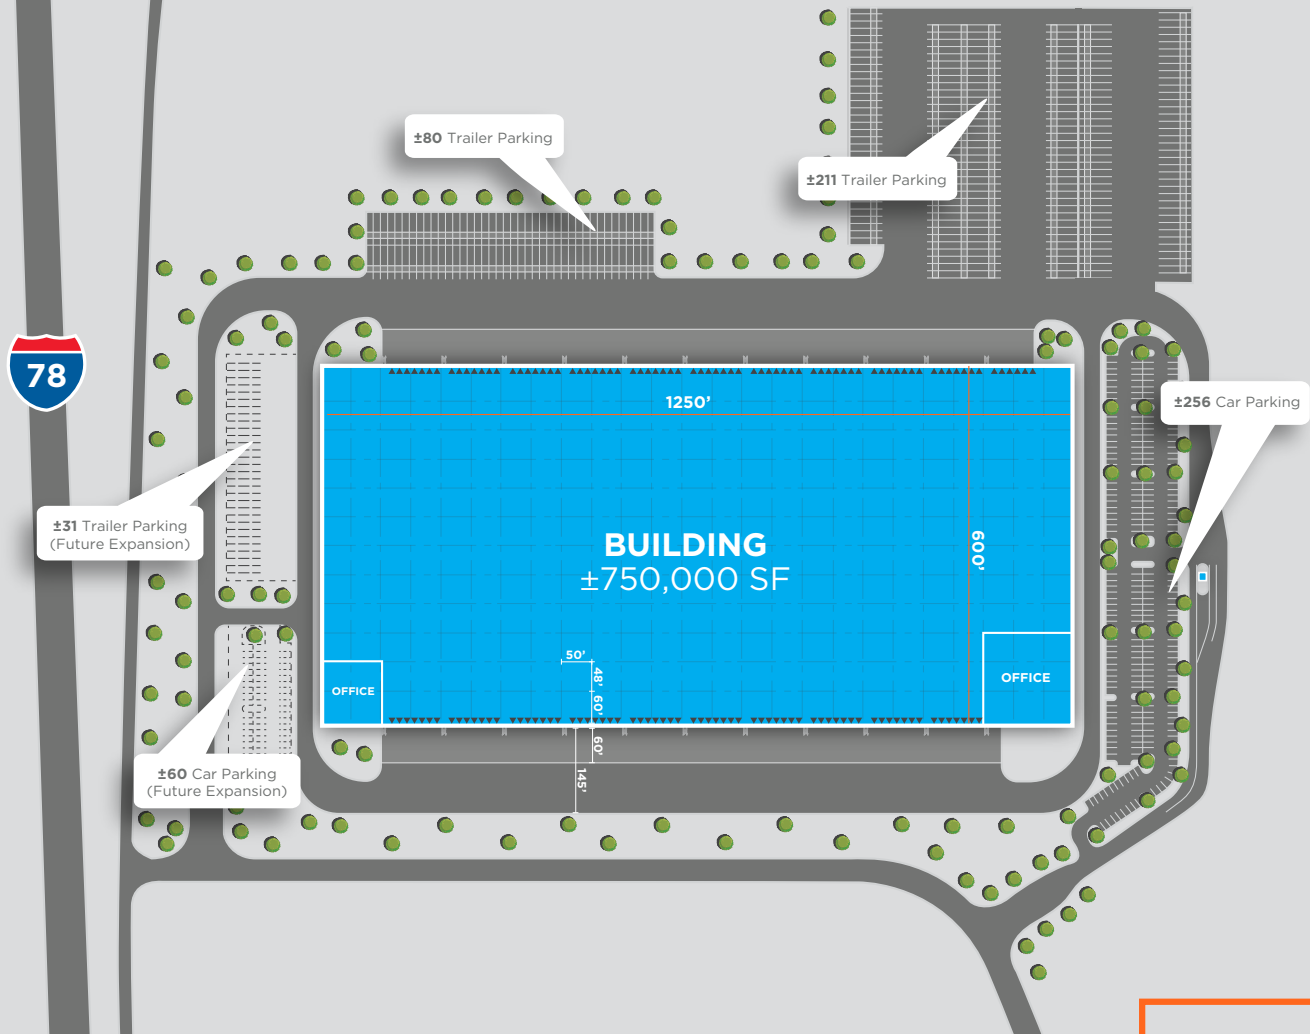 ±80 Trailer Parking
±211 Trailer Parking
78
1250’
±256 Car Parking
±31 Trailer Parking
(Future Expansion)
BUILDING
±750,000 SF
600’
50’
48’
60’
OFFICE
OFFICE
60’
145’
±60 Car Parking
(Future Expansion)